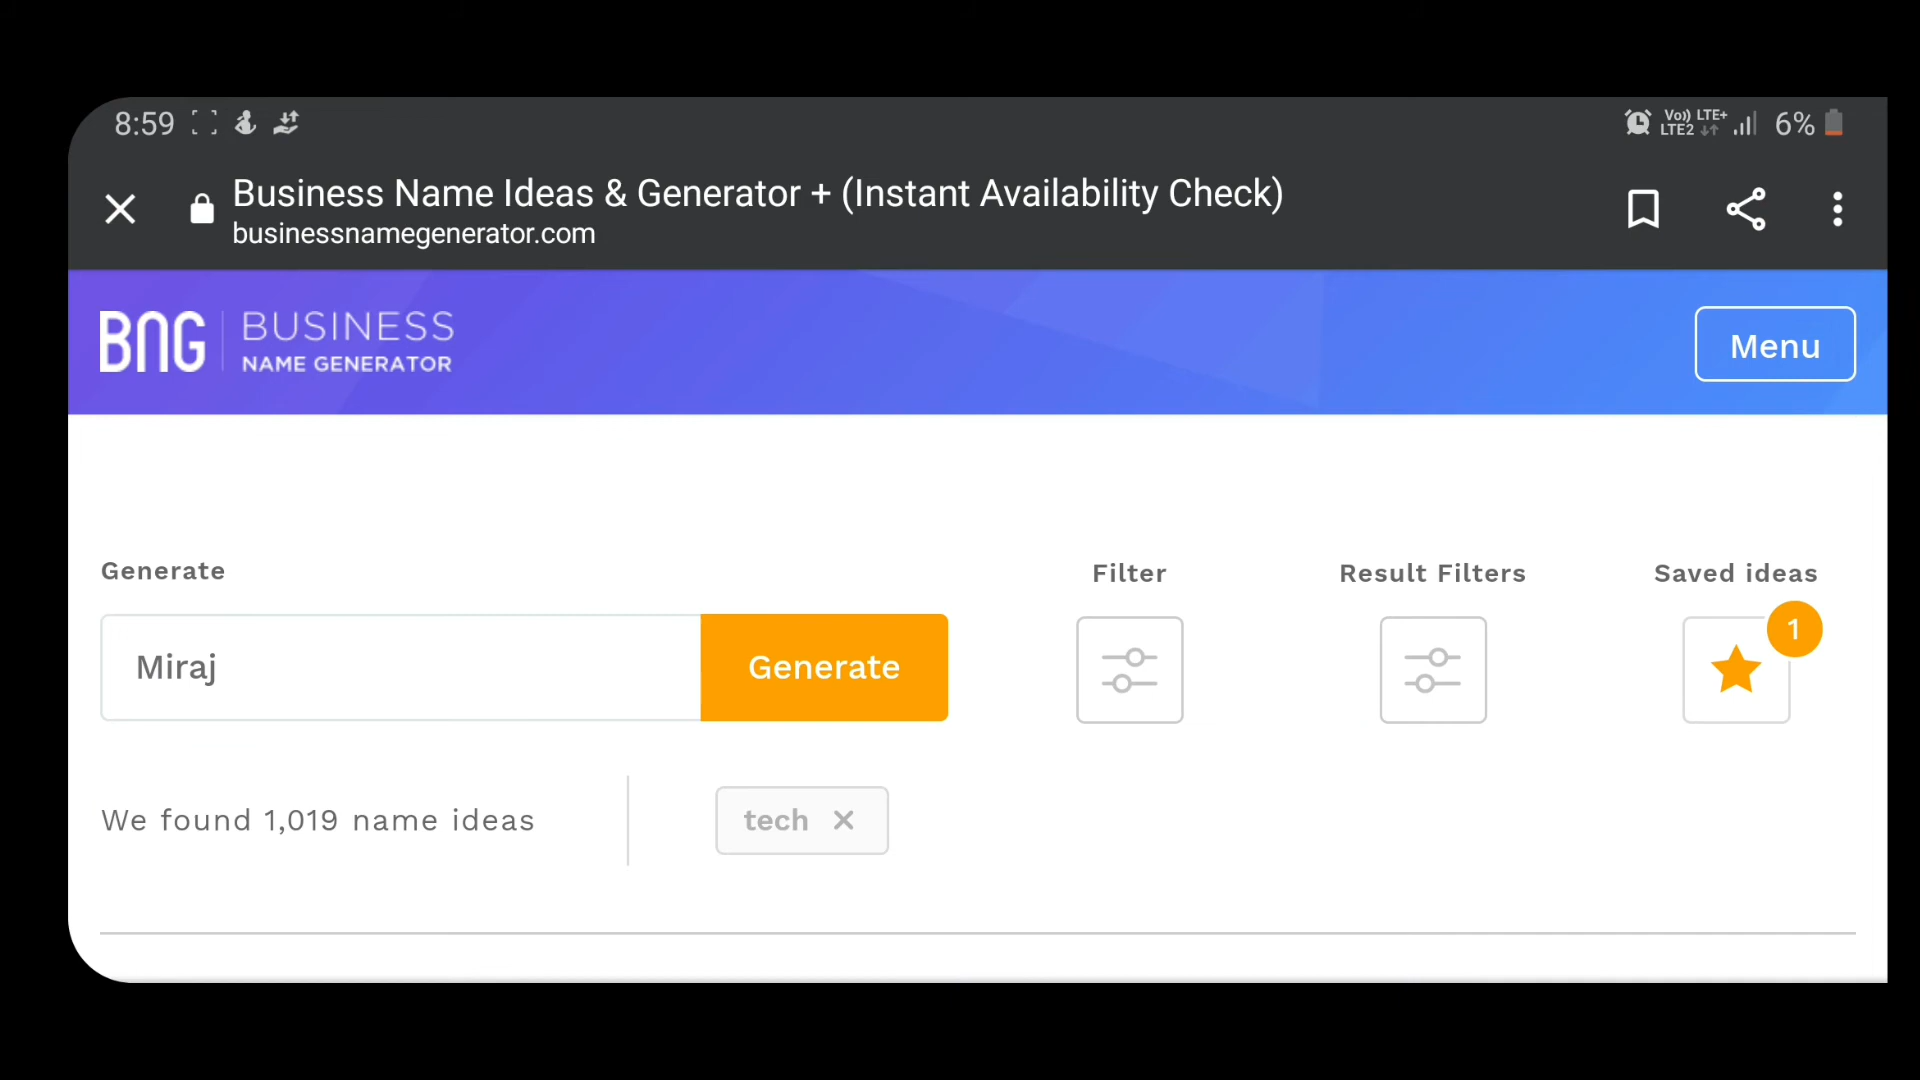 8:59
Vo)) LTE+
LTE2
6%
Business Name Ideas & Generator + (Instant Availability Check)
businessnamegenerator.com
BNG
BUSINESS
NAME GENERATOR
Menu
Generate
Filter
Result Filters
Saved ideas
1
Miraj
Generate
We found 1,019 name ideas
tech